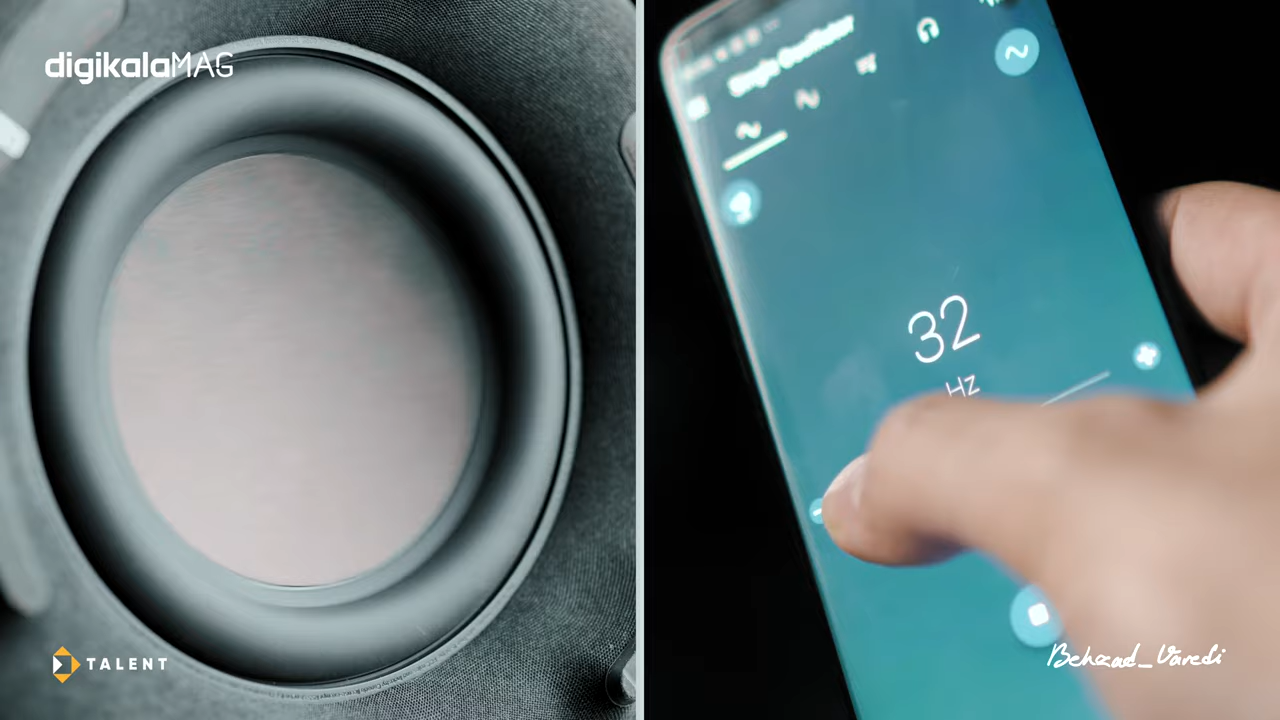 digikalaMAG
Single Oscillator
32
Hz
TALENT
Behzad_Varedi